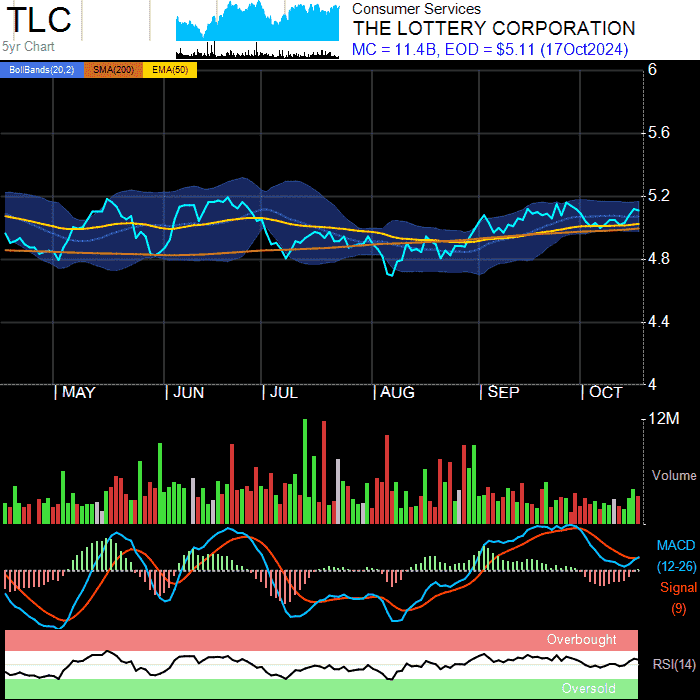 TLC
5yr Chart
Consumer Services
THE LOTTERY CORPORATION
MC = 11.4B, EOD = $5.11 (17Oct2024)
BollBands(20,2) SMA(200) EMA(50)
6
5.6
5.2
4.8
4.4
4
MAY JUN JUL AUG SEP OCT
12M
Volume
MACD
(12-26)
Signal
(9)
Overbought
RSI(14)
Oversold